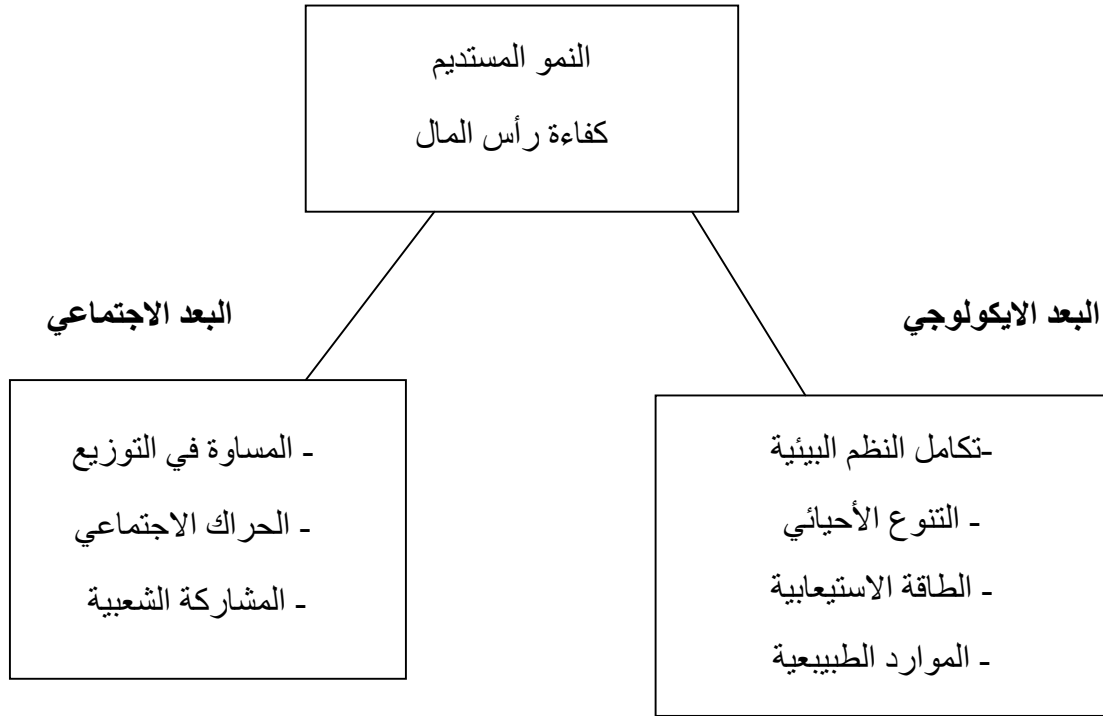 النمو المستديم
كفاءة رأس المال
البعد الايكولوجي
-تكامل النظم البيئية
- التنوع الأحيائي
- الطاقة الاستيعابية
- الموارد الطبيبعية
البعد الاجتماعي
- المساوة في التوزيع
- الحراك الاجتماعي
- المشاركة الشعبية